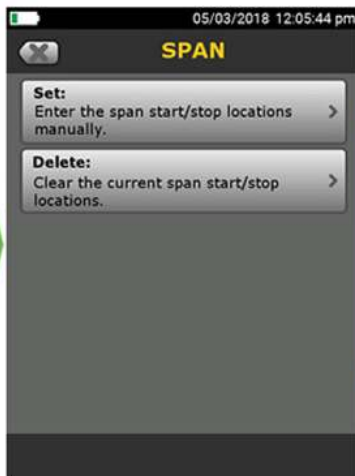 05/03/2018 12:05:44 pm
SPAN
Set:
Enter the span start/stop locations
manually.
Delete:
Clear the current span start/stop
locations.